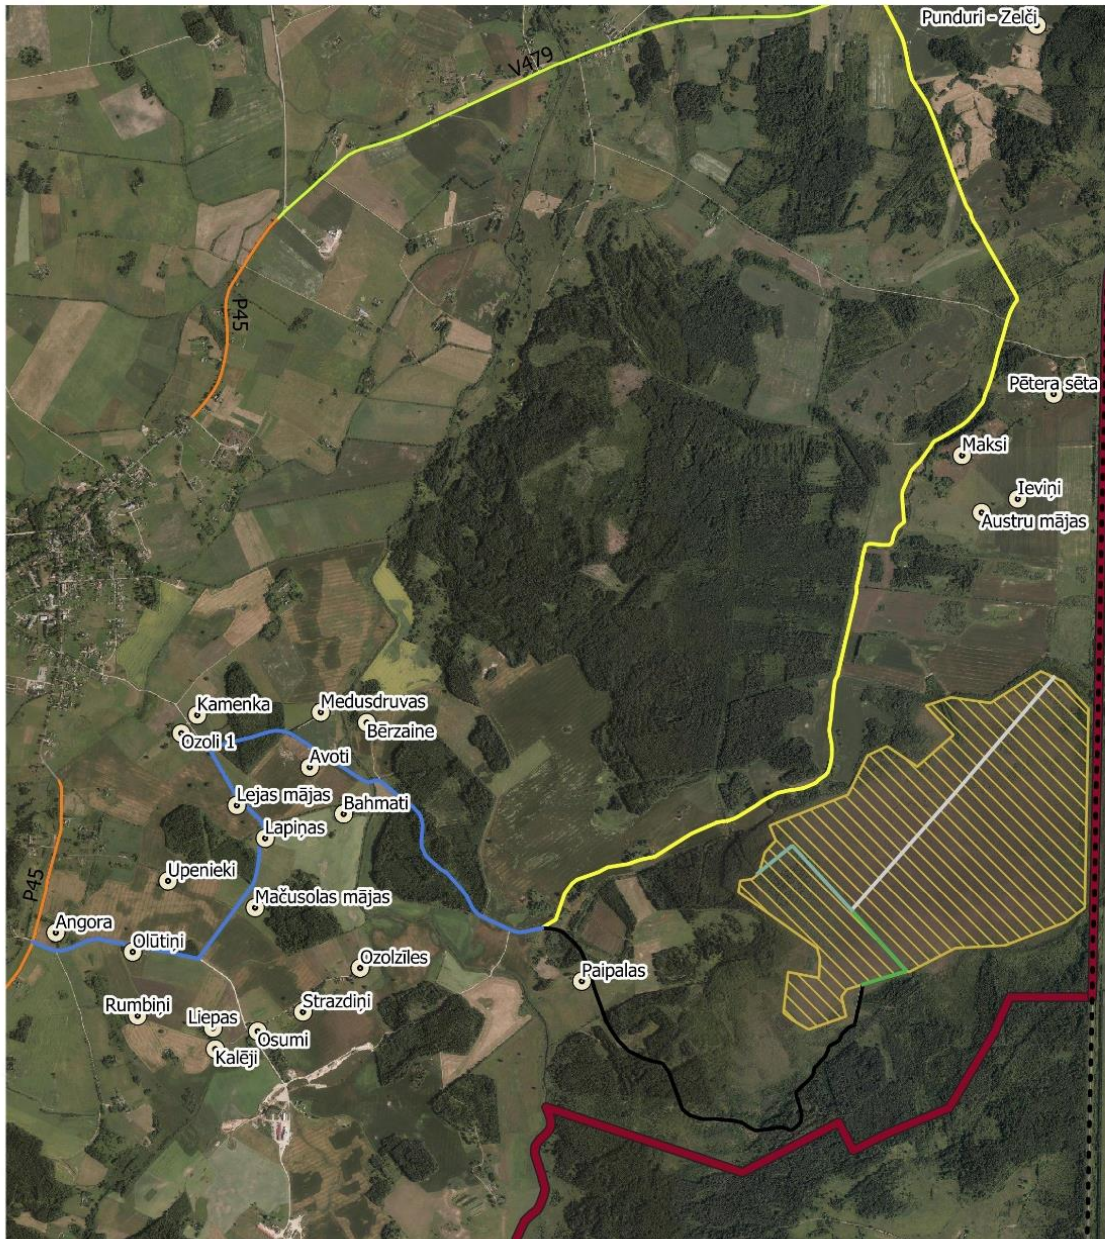 Punduri - Zelči
V479
P45
Pētera sēta
Maksi
Ieviņi
Austru mājas
Kamenka
Medusdruvas
Ozoli 1
Bērzaine
Avoti
Lejas mājas
Bahmati
Lapiņas
Upenieki
P45
Mačusolas mājas
Angora
Olūtiņi
Ozolzīles
Paipalas
Rumbiņi
Strazdiņi
Liepas
Osumi
Kalēji